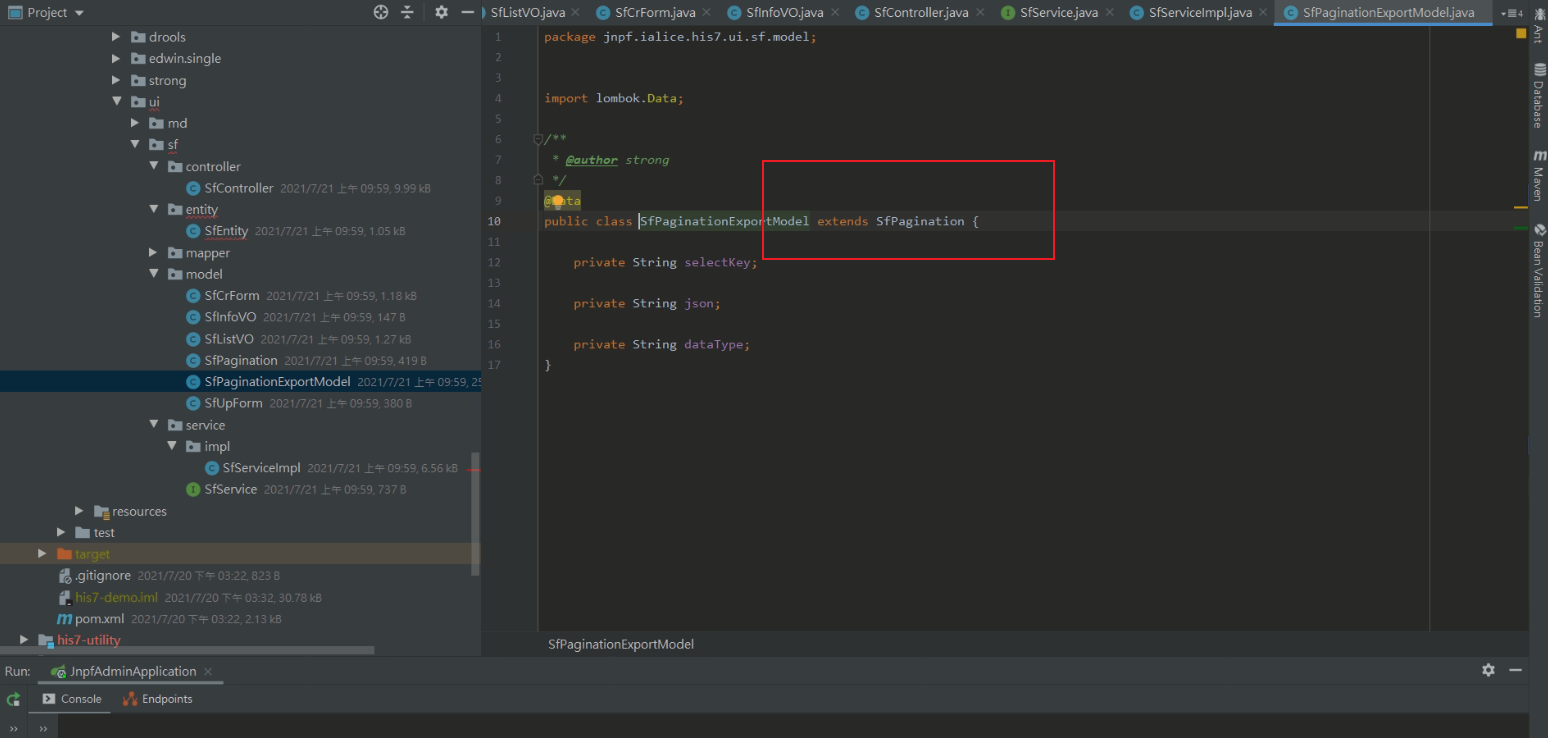 Project
SfListVO.java
SfCrForm.java
SfInfoVO.java
SfController.java
SfService.java
SfServiceImpl.java
SfPaginationExportModel.java
4
drools
edwin.single
strong
ui
md
sf
controller
SfController 2021/7/21 上午 09:59, 9.99 kB
entity
SfEntity 2021/7/21 上午 09:59, 1.05 kB
mapper
model
SfCrForm 2021/7/21 上午 09:59, 1.18 kB
SfInfoVO 2021/7/21 上午 09:59, 147 B
SfListVO 2021/7/21 上午 09:59, 1.27 kB
SfPagination 2021/7/21 上午 09:59, 419 B
SfPaginationExportModel 2021/7/21 上午 09:59, 25
SfUpForm 2021/7/21 上午 09:59, 380 B
service
impl
SfServiceImpl 2021/7/21 上午 09:59, 6.56 kB
SfService 2021/7/21 上午 09:59, 737 B
resources
test
target
.gitignore 2021/7/20 下午 03:22, 823 B
his7-demo.iml 2021/7/20 下午 03:32, 30.78 kB
pom.xml 2021/7/20 下午 03:22, 2.13 kB
his7-utility
1 package jnpf.ialice.his7.ui.sf.model;
2
3
4 import lombok.Data;
5
6 /**
7 * @author strong
8 */
9 @Data
10 public class SfPaginationExportModel extends SfPagination {
11
12 private String selectKey;
13
14 private String json;
15
16 private String dataType;
17 }
SfPaginationExportModel
Ant
Database
Maven
Bean Validation
Run:
JnpfAdminApplication
Console
Endpoints